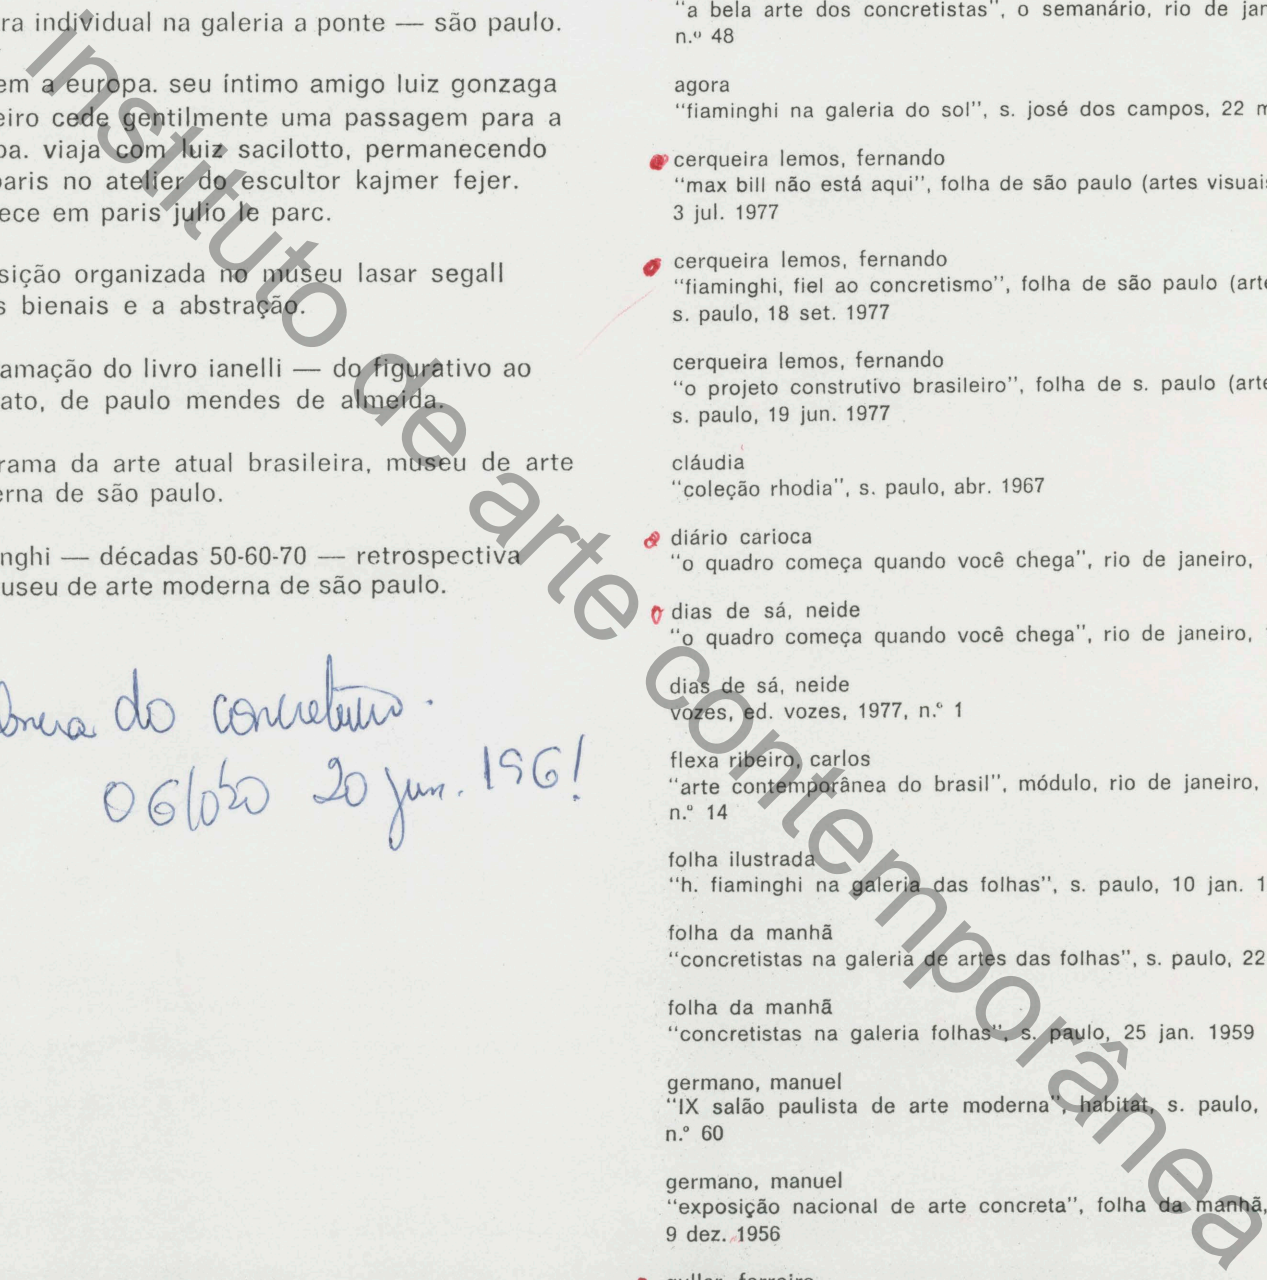 ra individual na galeria a ponte — são paulo.
em a europa. seu íntimo amigo luiz gonzaga
eiro cede gentilmente uma passagem para a
pa. viaja com luiz sacilotto, permanecendo
paris no atelier do escultor kajmer fejer.
ece em paris julio le parc.
sição organizada no museu lasar segall
s bienais e a abstração.
amação do livro ianelli — do figurativo ao
ato, de paulo mendes de almeida.
rama da arte atual brasileira, museu de arte
erna de são paulo.
nghi — décadas 50-60-70 — retrospectiva
useu de arte moderna de são paulo.
do concretismo.
O Globo 20 jun. 196!
"a bela arte dos concretistas", o semanário, rio de jan
n.º 48
agora
"fiaminghi na galeria do sol", s. josé dos campos, 22 m
cerqueira lemos, fernando
"max bill não está aqui", folha de são paulo (artes visuais
3 jul. 1977
cerqueira lemos, fernando
"fiaminghi, fiel ao concretismo", folha de são paulo (arte
s. paulo, 18 set. 1977
cerqueira lemos, fernando
"o projeto construtivo brasileiro", folha de s. paulo (arte
s. paulo, 19 jun. 1977
cláudia
"coleção rhodia", s. paulo, abr. 1967
diário carioca
"o quadro começa quando você chega", rio de janeiro,
dias de sá, neide
"o quadro começa quando você chega", rio de janeiro,
dias de sá, neide
vozes, ed. vozes, 1977, n.º 1
flexa ribeiro, carlos
"arte contemporânea do brasil", módulo, rio de janeiro,
n.º 14
folha ilustrada
"h. fiaminghi na galeria das folhas", s. paulo, 10 jan. 1
folha da manhã
"concretistas na galeria de artes das folhas", s. paulo, 22
folha da manhã
"concretistas na galeria folhas", s. paulo, 25 jan. 1959
germano, manuel
"IX salão paulista de arte moderna", habitat, s. paulo,
n.º 60
germano, manuel
"exposição nacional de arte concreta", folha da manhã,
9 dez. 1956
gullar, ferreira
instituto de arte contemporânea